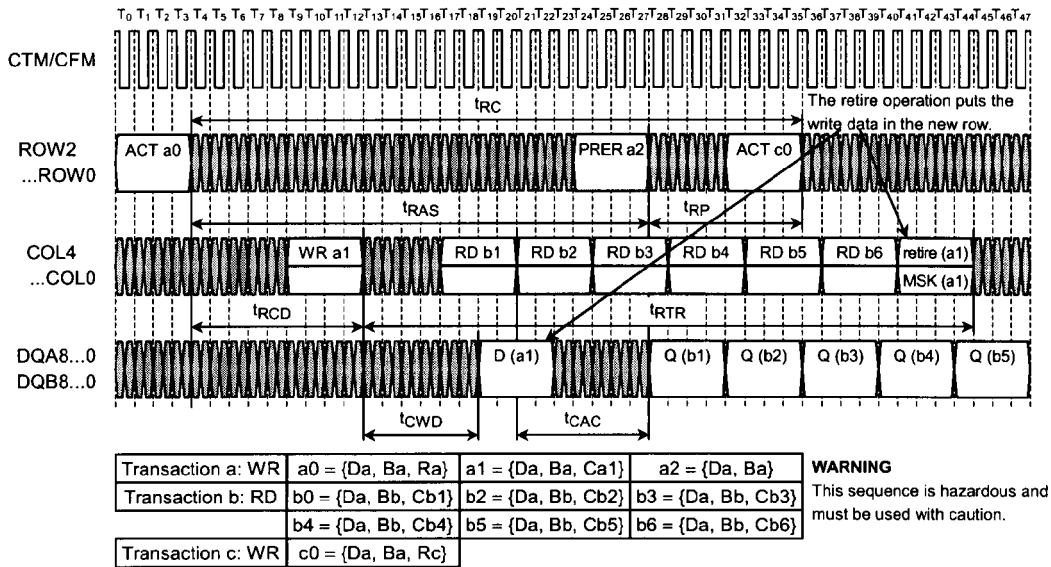 T0 T1 T2 T3 T4 T5 T6 T7 T8 T9 T10 T11 T12 T13 T14 T15 T16 T17 T18 T19 T20 T21 T22 T23 T24 T25 T26 T27 T28 T29 T30 T31 T32 T33 T34 T35 T36 T37 T38 T39 T40 T41 T42 T43 T44 T45 T46 T47
CTM/CFM
tRC
The retire operation puts the
write data in the new row.
ROW2
...ROW0
ACT a0
PRER a2
ACT c0
tRAS
tRP
COL4
...COL0
WR a1
RD b1
RD b2
RD b3
RD b4
RD b5
RD b6
retire (a1)
MSK (a1)
tRCD
tRTR
DQA8...0
DQB8...0
D (a1)
Q (b1)
Q (b2)
Q (b3)
Q (b4)
Q (b5)
tCWD
tCAC
Transaction a: WR
a0 = {Da, Ba, Ra}
a1 = {Da, Ba, Ca1}
a2 = {Da, Ba}
Transaction b: RD
b0 = {Da, Bb, Cb1}
b2 = {Da, Bb, Cb2}
b3 = {Da, Bb, Cb3}
b4 = {Da, Bb, Cb4}
b5 = {Da, Bb, Cb5}
b6 = {Da, Bb, Cb6}
Transaction c: WR
c0 = {Da, Ba, Rc}
WARNING
This sequence is hazardous and
must be used with caution.